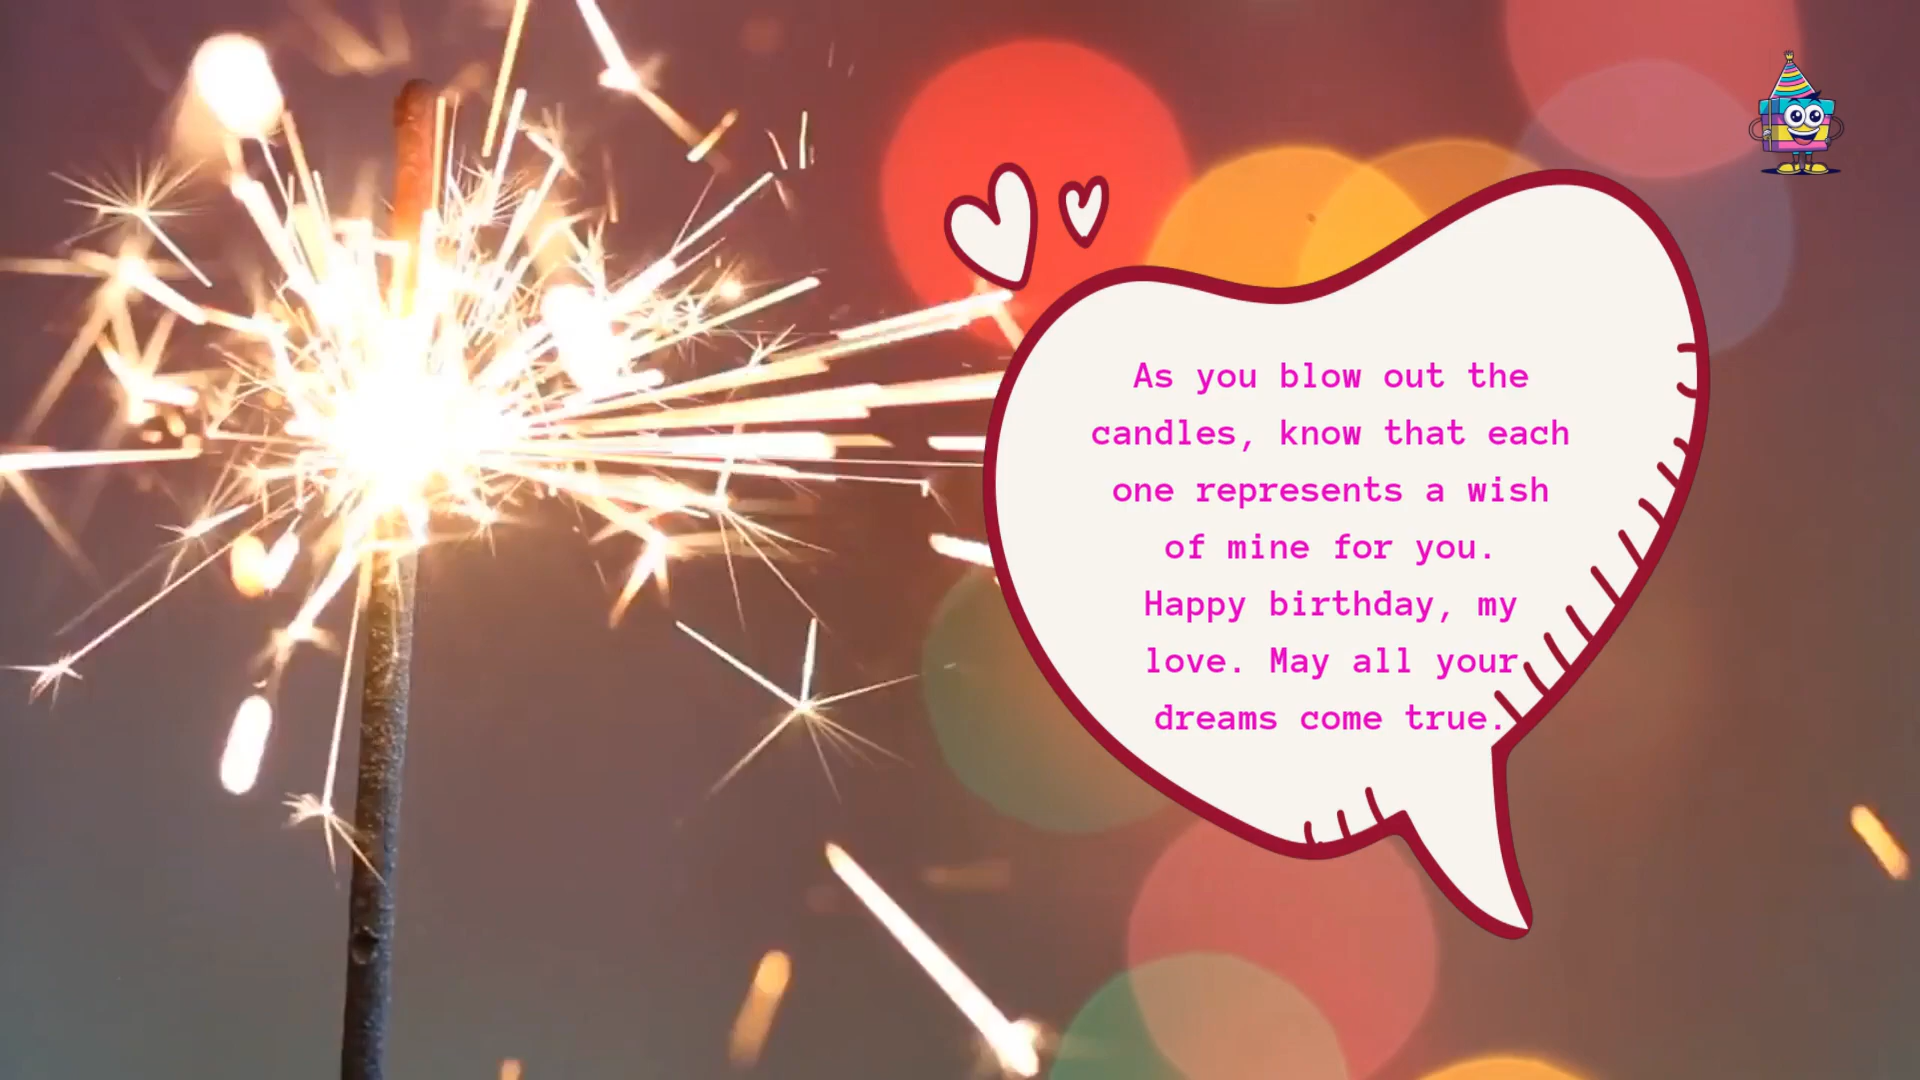 As you blow out the
candles, know that each
one represents a wish
of mine for you.
Happy birthday, my
love. May all your
dreams come true.